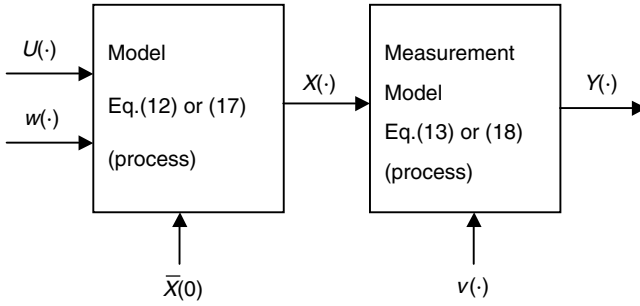 U(·)
w(·)
Model
Eq.(12) or (17)
(process)
X(·)
Measurement
Model
Eq.(13) or (18)
(process)
Y(·)
X̅(0)
v(·)